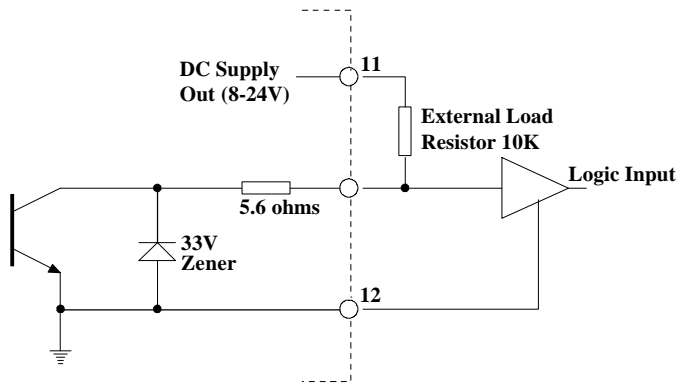 11
DC Supply
Out (8-24V)
External Load
Resistor 10K
Logic Input
5.6 ohms
33V
Zener
12